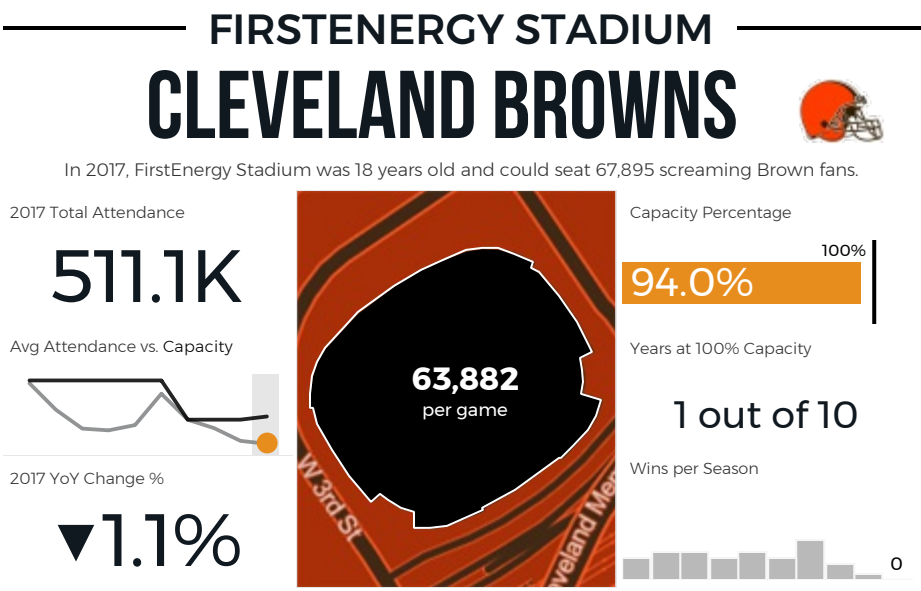 FIRSTENERGY STADIUM
CLEVELAND BROWNS
In 2017, FirstEnergy Stadium was 18 years old and could seat 67,895 screaming Brown fans.
2017 Total Attendance
511.1K
Avg Attendance vs. Capacity
2017 YoY Change %
▼1.1%
63,882
per game
W 3rd St
Capacity Percentage
100%
94.0%
Years at 100% Capacity
1 out of 10
Wins per Season
0